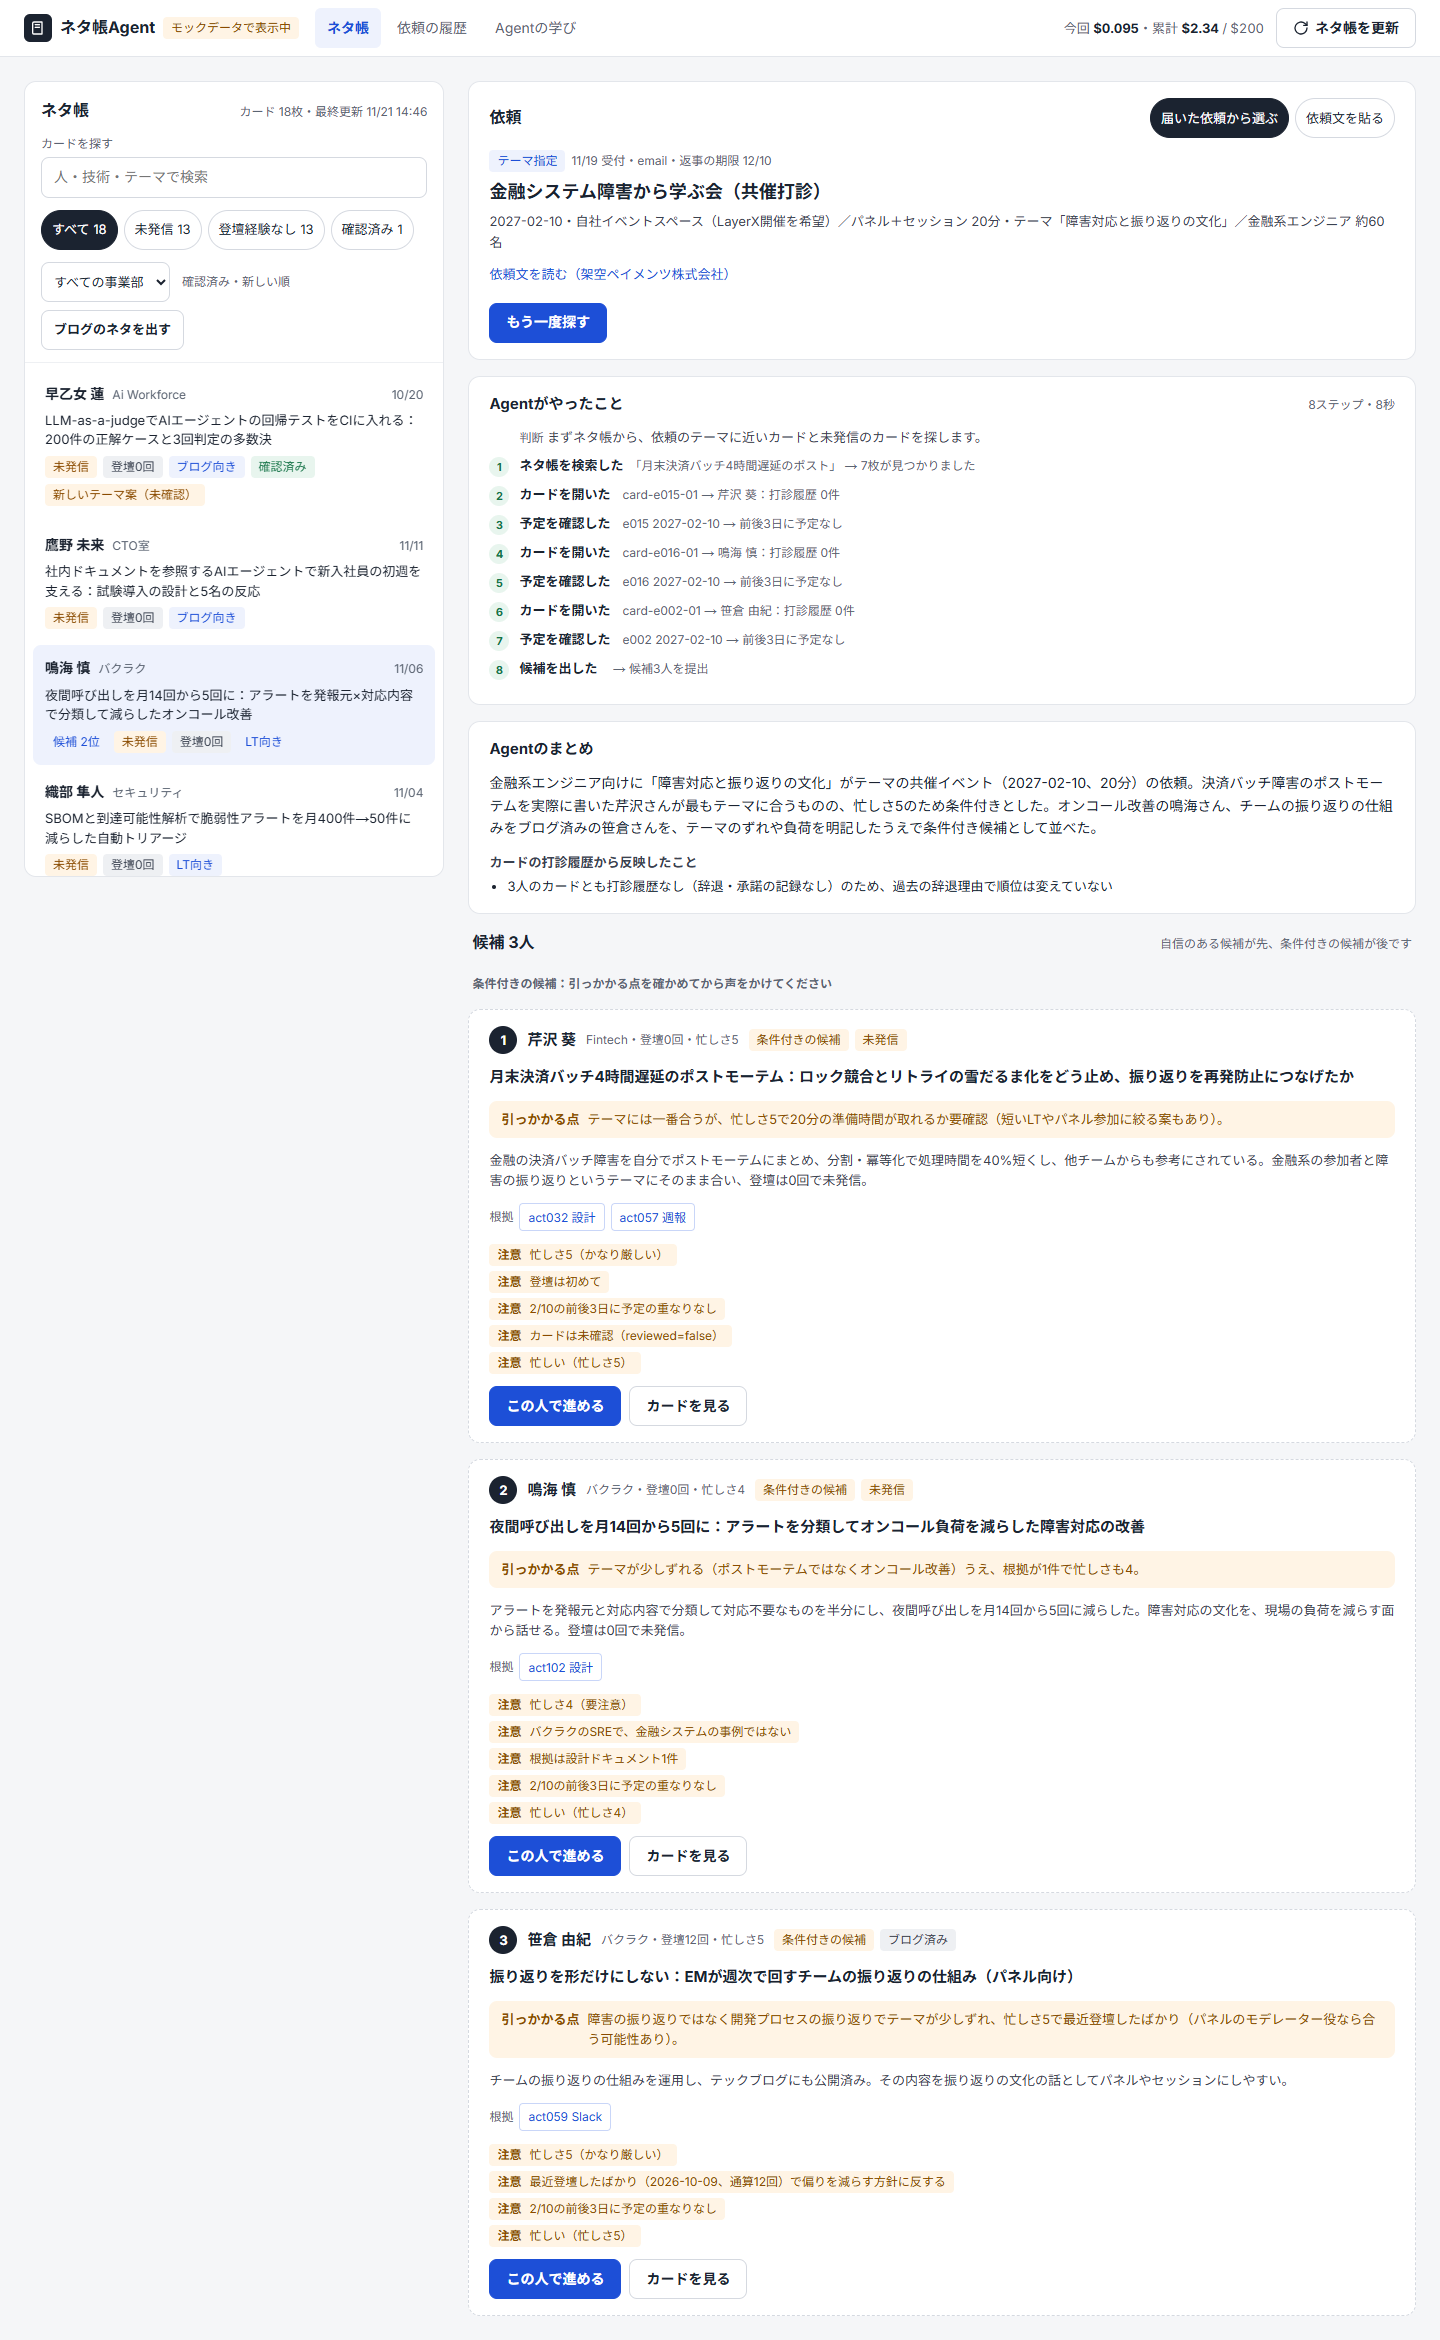 ネタ帳Agent モックデータで表示中 ネタ帳 依頼の履歴 Agentの学び 今回 $0.095・累計 $2.34 / $200 ネタ帳を更新
ネタ帳 カード 18枚・最終更新 11/21 14:46
カードを探す
人・技術・テーマで検索
すべて 18 未発信 13 登壇経験なし 13 確認済み 1
すべての事業部 確認済み・新しい順
ブログのネタを出す
早乙女 蓮 Ai Workforce 10/20
LLM-as-a-judgeでAIエージェントの回帰テストをCIに入れる：
200件の正解ケースと3回判定の多数決
未発信 登壇0回 ブログ向き 確認済み
新しいテーマ案（未確認）
鷹野 未来 CTO室 11/11
社内ドキュメントを参照するAIエージェントで新入社員の初週を
支える：試験導入の設計と5名の反応
未発信 登壇0回 ブログ向き
鳴海 慎 バクラク 11/06
夜間呼び出しを月14回から5回に：アラートを発報元×対応内容
で分類して減らしたオンコール改善
候補 2位 未発信 登壇0回 LT向き
織部 隼人 セキュリティ 11/04
SBOMと到達可能性解析で脆弱性アラートを月400件→50件に
減らした自動トリアージ
未発信 登壇0回 LT向き
依頼 届いた依頼から選ぶ 依頼文を貼る
テーマ指定 11/19 受付・email・返事の期限 12/10
金融システム障害から学ぶ会（共催打診）
2027-02-10・自社イベントスペース（LayerX開催を希望）／パネル＋セッション 20分・テーマ「障害対応と振り返りの文化」／金融系エンジニア 約60
名
依頼文を読む（架空ペイメンツ株式会社）
もう一度探す
Agentがやったこと 8ステップ・8秒
判断 まずネタ帳から、依頼のテーマに近いカードと未発信のカードを探します。
1 ネタ帳を検索した 「月末決済バッチ4時間遅延のポスト」 → 7枚が見つかりました
2 カードを開いた card-e015-01 → 芹沢 葵：打診履歴 0件
3 予定を確認した e015 2027-02-10 → 前後3日に予定なし
4 カードを開いた card-e016-01 → 鳴海 慎：打診履歴 0件
5 予定を確認した e016 2027-02-10 → 前後3日に予定なし
6 カードを開いた card-e002-01 → 笹倉 由紀：打診履歴 0件
7 予定を確認した e002 2027-02-10 → 前後3日に予定なし
8 候補を出した → 候補3人を提出
Agentのまとめ
金融系エンジニア向けに「障害対応と振り返りの文化」がテーマの共催イベント（2027-02-10、20分）の依頼。決済バッチ障害のポストモー
テムを実際に書いた芹沢さんが最もテーマに合うものの、忙しさ5のため条件付きとした。オンコール改善の鳴海さん、チームの振り返りの仕組
みをブログ済みの笹倉さんを、テーマのずれや負荷を明記したうえで条件付き候補として並べた。
カードの打診履歴から反映したこと
• 3人のカードとも打診履歴なし（辞退・承諾の記録なし）のため、過去の辞退理由で順位は変えていない
候補 3人 自信のある候補が先、条件付きの候補が後です
条件付きの候補：引っかかる点を確かめてから声をかけてください
1 芹沢 葵 Fintech・登壇0回・忙しさ5 条件付きの候補 未発信
月末決済バッチ4時間遅延のポストモーテム：ロック競合とリトライの雪だるま化をどう止め、振り返りを再発防止につなげたか
引っかかる点 テーマには一番合うが、忙しさ5で20分の準備時間が取れるか要確認（短いLTやパネル参加に絞る案もあり）。
金融の決済バッチ障害を自分でポストモーテムにまとめ、分割・冪等化で処理時間を40%短くし、他チームからも参考にされている。金融系の参加者と障
害の振り返りというテーマにそのまま合い、登壇は0回で未発信。
根拠 act032 設計 act057 週報
注意 忙しさ5（かなり厳しい）
注意 登壇は初めて
注意 2/10の前後3日に予定の重なりなし
注意 カードは未確認（reviewed=false）
注意 忙しい（忙しさ5）
この人で進める カードを見る
2 鳴海 慎 バクラク・登壇0回・忙しさ4 条件付きの候補 未発信
夜間呼び出しを月14回から5回に：アラートを分類してオンコール負荷を減らした障害対応の改善
引っかかる点 テーマが少しずれる（ポストモーテムではなくオンコール改善）うえ、根拠が1件で忙しさも4。
アラートを発報元と対応内容で分類して対応不要なものを半分にし、夜間呼び出しを月14回から5回に減らした。障害対応の文化を、現場の負荷を減らす面
から話せる。登壇は0回で未発信。
根拠 act102 設計
注意 忙しさ4（要注意）
注意 バクラクのSREで、金融システムの事例ではない
注意 根拠は設計ドキュメント1件
注意 2/10の前後3日に予定の重なりなし
注意 忙しい（忙しさ4）
この人で進める カードを見る
3 笹倉 由紀 バクラク・登壇12回・忙しさ5 条件付きの候補 ブログ済み
振り返りを形だけにしない：EMが週次で回すチームの振り返りの仕組み（パネル向け）
引っかかる点 障害の振り返りではなく開発プロセスの振り返りでテーマが少しずれ、忙しさ5で最近登壇したばかり（パネルのモデレーター役なら合
う可能性あり）。
チームの振り返りの仕組みを運用し、テックブログにも公開済み。その内容を振り返りの文化の話としてパネルやセッションにしやすい。
根拠 act059 Slack
注意 忙しさ5（かなり厳しい）
注意 最近登壇したばかり（2026-10-09、通算12回）で偏りを減らす方針に反する
注意 2/10の前後3日に予定の重なりなし
注意 忙しい（忙しさ5）
この人で進める カードを見る